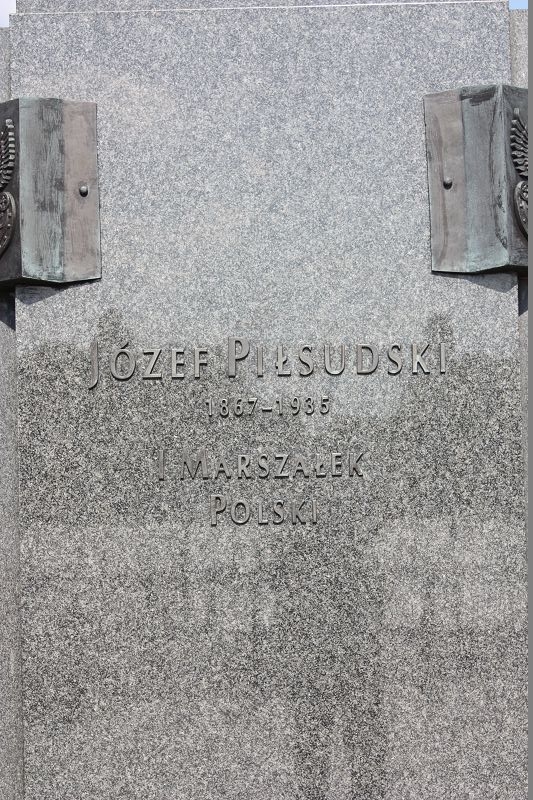 JÓZEF PIŁSUDSKI
1867–1935
I MARSZAŁEK
POLSKI